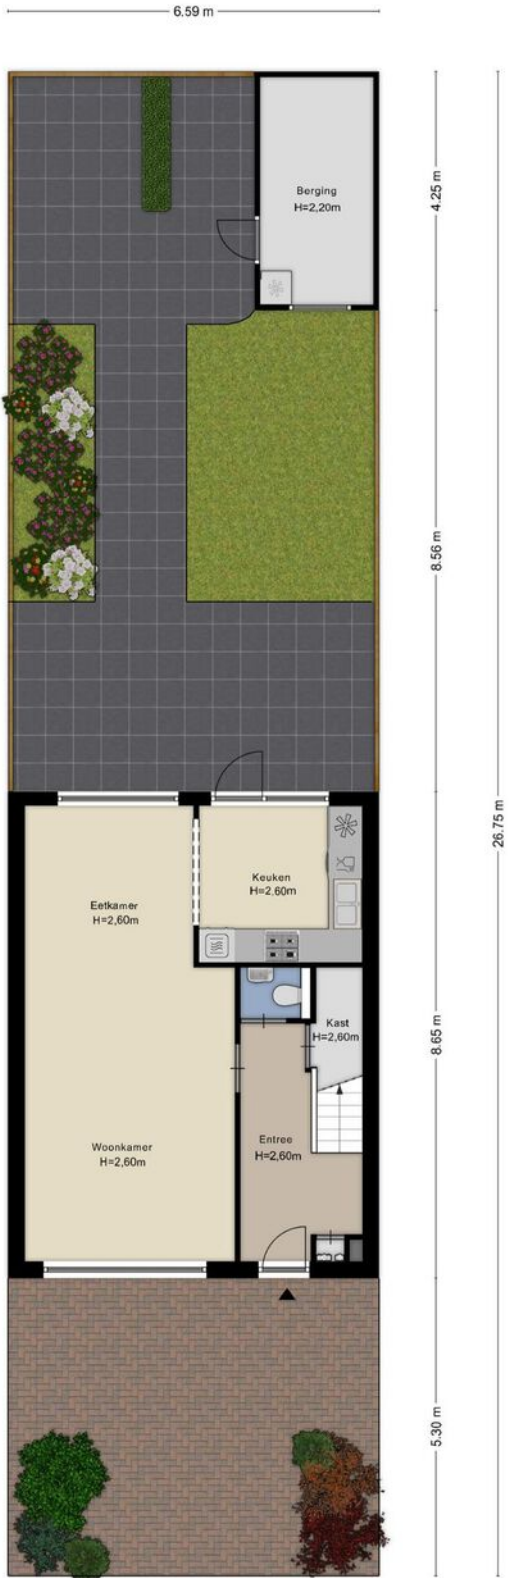 6.59 m
Berging
H=2,20m
4.25 m
8.56 m
26.75 m
Keuken
H=2,60m
Eetkamer
H=2,60m
Kast
H=2,60m
8.65 m
Entree
H=2,60m
Woonkamer
H=2,60m
5.30 m